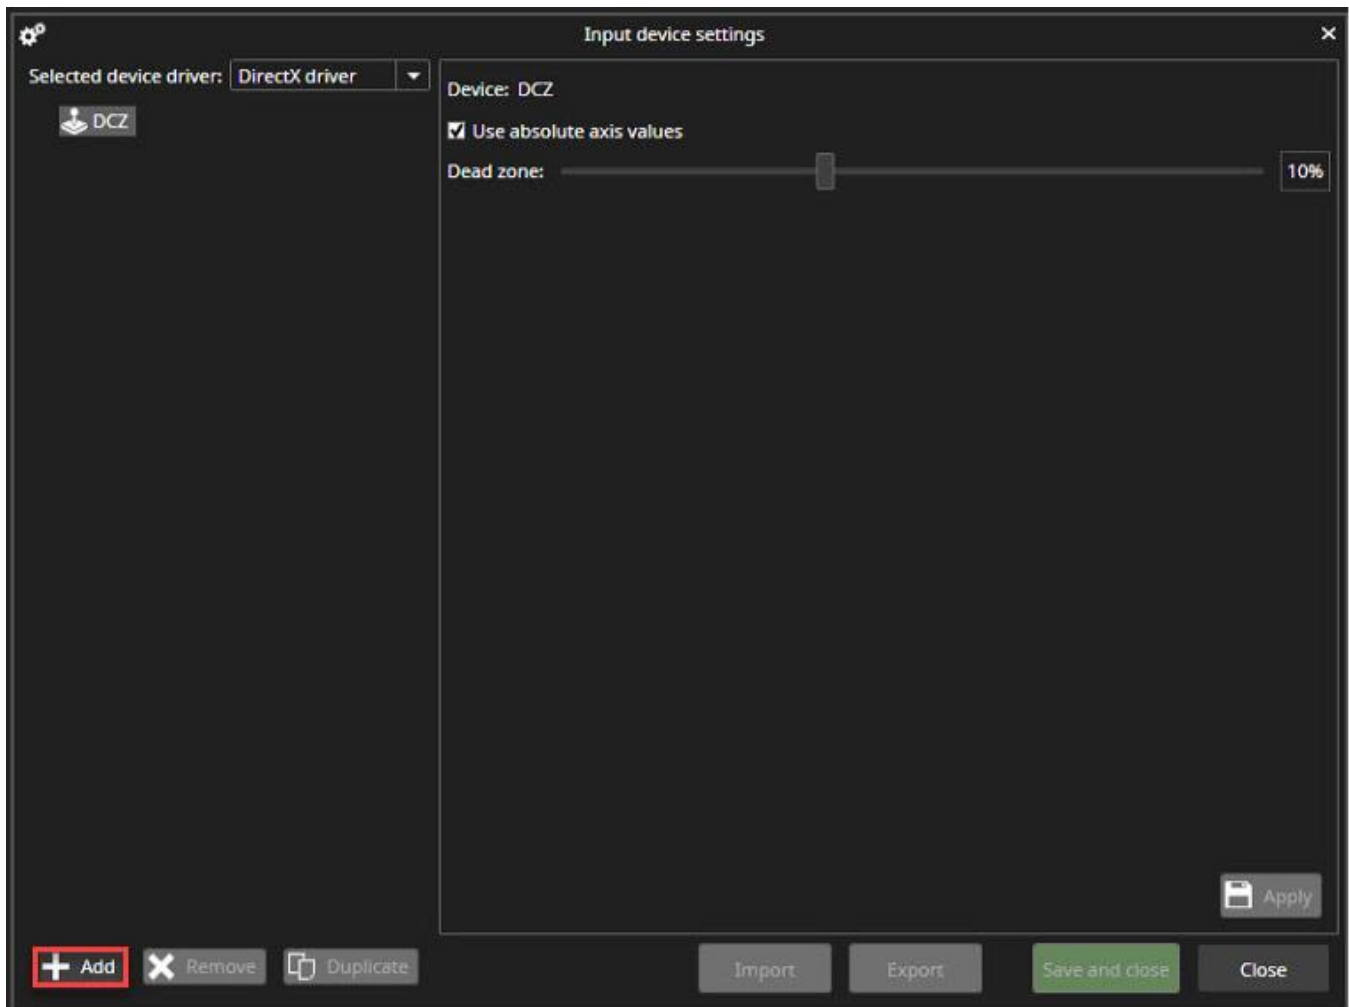 Input device settings
Selected device driver: DirectX driver
DCZ
Device: DCZ
Use absolute axis values
Dead zone: 10%
Apply
Add Remove Duplicate Import Export Save and close Close